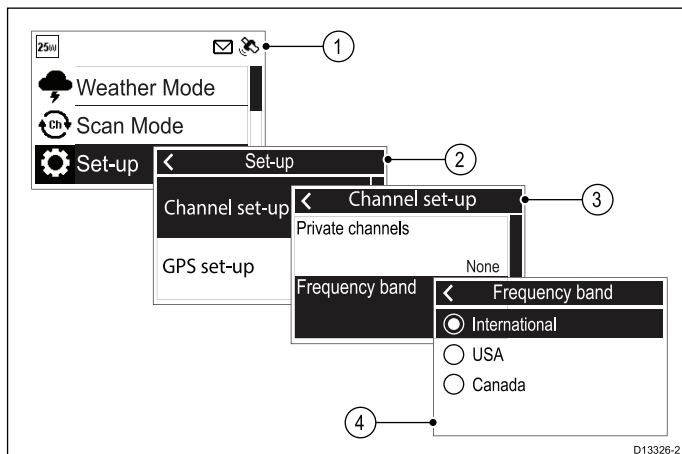 25W
1
Weather Mode
Ch
Scan Mode
Set-up
Set-up
2
Channel set-up
GPS set-up
Channel set-up
3
Private channels
None
Frequency band
Frequency band
International
USA
Canada
4
D13326-2